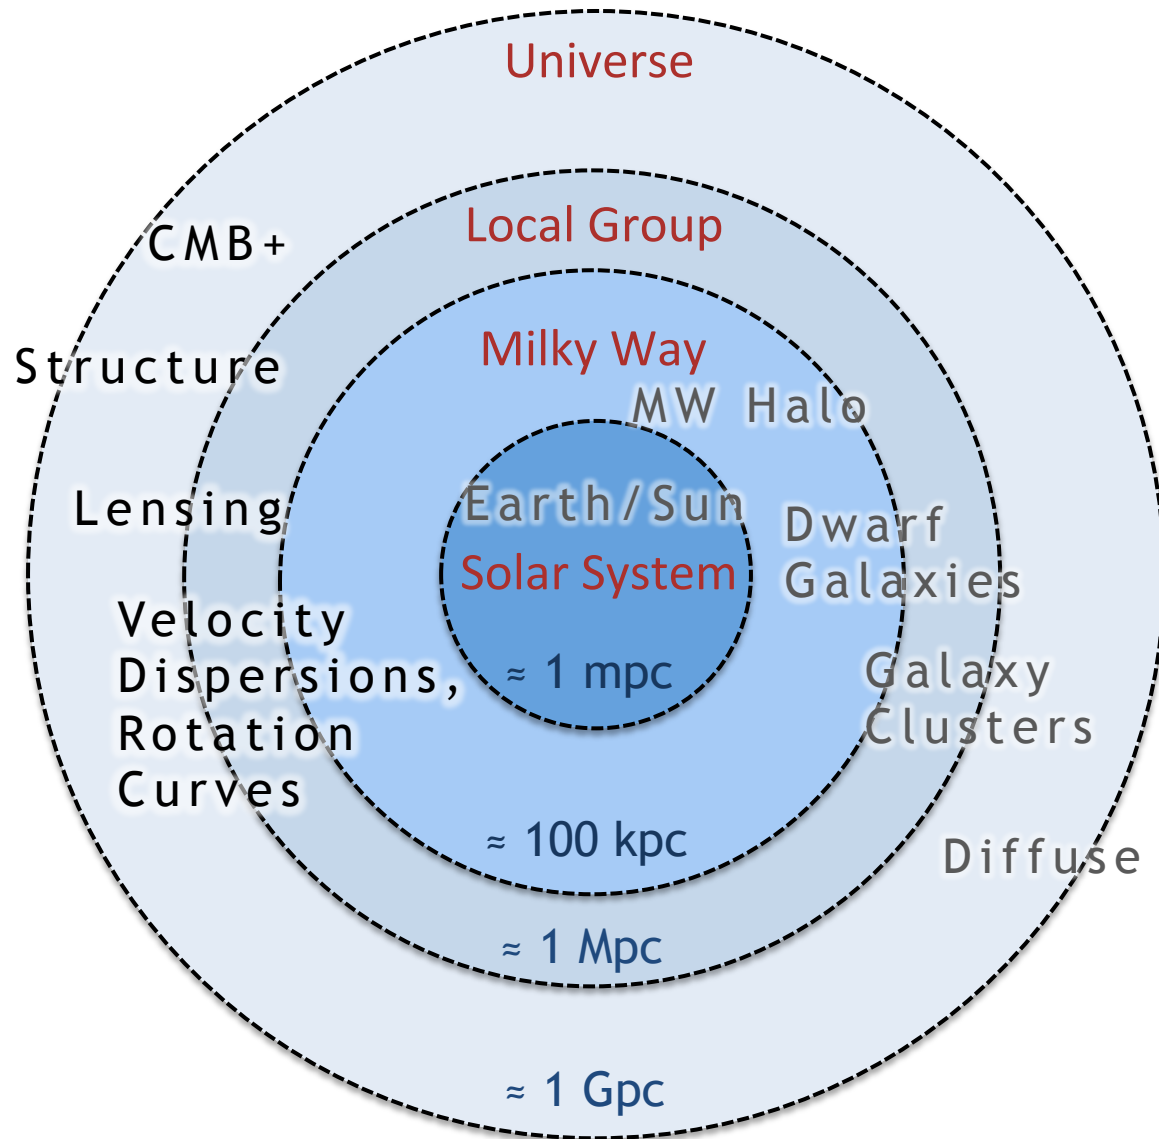 Universe
Local Group
CMB+
Milky Way
Structure
MW Halo
Earth/Sun
Lensing
Dwarf
Galaxies
Solar System
Velocity
Dispersions,
Rotation
Curves
≈ 1 mpc
Galaxy
Clusters
≈ 100 kpc
Diffuse
≈ 1 Mpc
≈ 1 Gpc